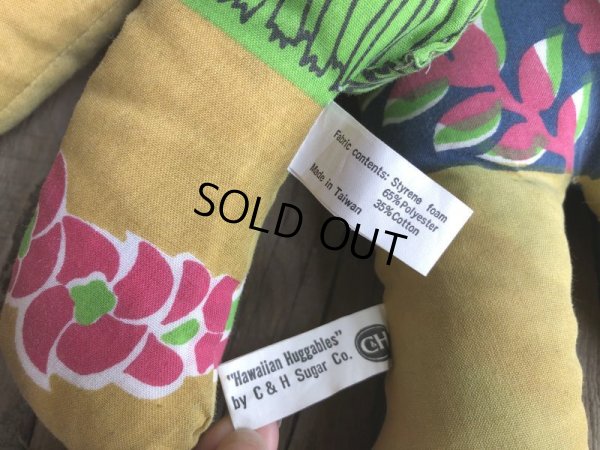 Fabric contents: Styrene foam
65% Polyester
35% Cotton
Made in Taiwan
SOLD OUT
"Hawaiian Huggables"
by C & H Sugar Co.
C&H